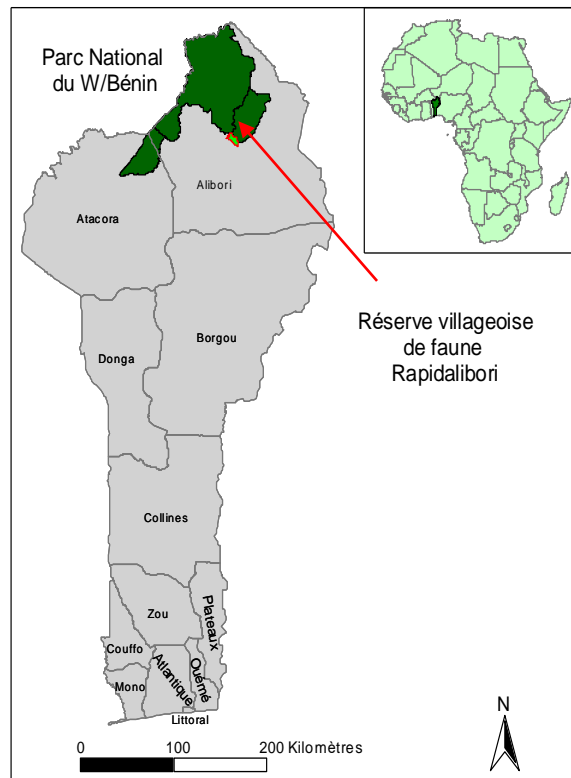 Parc National
du W/Bénin
Alibori
Atacora
Réserve villageoise
de faune
Rapidalibori
Borgou
Donga
Collines
Zou
Plateaux
Couffo
Atlantique
Ouémé
Mono
Littoral
N
0 100 200 Kilomètres